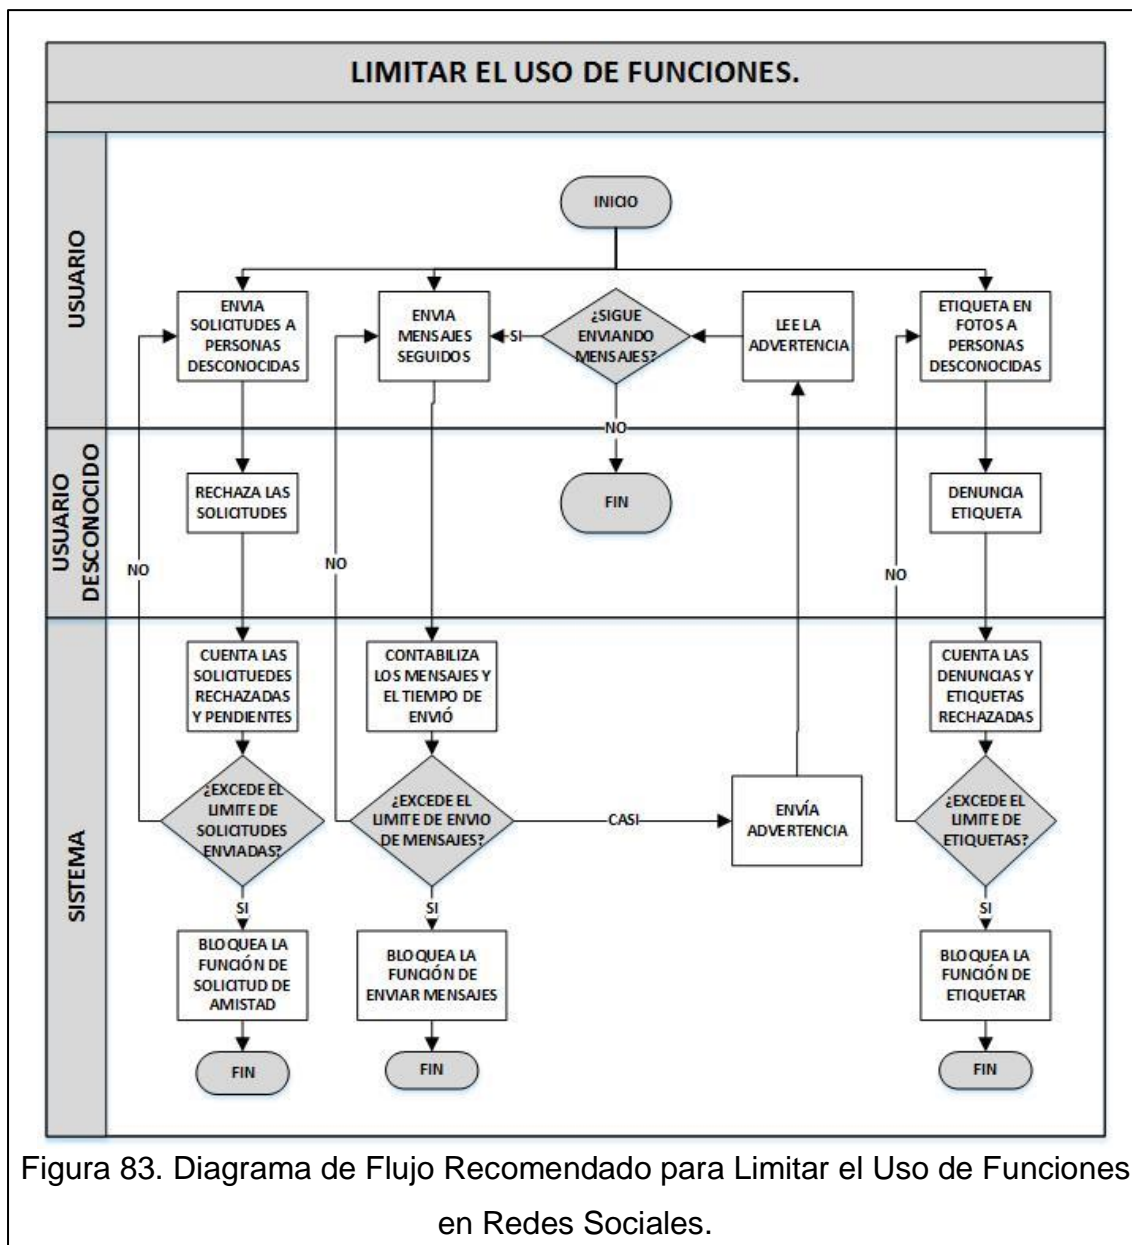 LIMITAR EL USO DE FUNCIONES.
USUARIO
INICIO
ENVIA
SOLICITUDES A
PERSONAS
DESCONOCIDAS
ENVIA
MENSAJES
SEGUIDOS
SI
¿SIGUE
ENVIANDO
MENSAJES?
LEE LA
ADVERTENCIA
ETIQUETA EN
FOTOS A
PERSONAS
DESCONOCIDAS
NO
USUARIO
DESCONOCIDO
RECHAZA LAS
SOLICITUDES
FIN
DENUNCIA
ETIQUETA
NO
NO
NO
SISTEMA
CUENTA LAS
SOLICITUEDES
RECHAZADAS
Y PENDIENTES
CONTABILIZA
LOS MENSAJES Y
EL TIEMPO DE
ENVIÓ
CUENTA LAS
DENUNCIAS Y
ETIQUETAS
RECHAZADAS
¿EXCEDE EL
LIMITE DE
SOLICITUDES
ENVIADAS?
¿EXCEDE EL
LIMITE DE ENVIO
DE MENSAJES?
CASI
ENVÍA
ADVERTENCIA
¿EXCEDE EL
LIMITE DE
ETIQUETAS?
SI
SI
SI
BLOQUEA LA
FUNCIÓN DE
SOLICITUD DE
AMISTAD
BLOQUEA LA
FUNCIÓN DE
ENVIAR MENSAJES
BLOQUEA LA
FUNCIÓN DE
ETIQUETAR
FIN
FIN
FIN
Figura 83. Diagrama de Flujo Recomendado para Limitar el Uso de Funciones
en Redes Sociales.